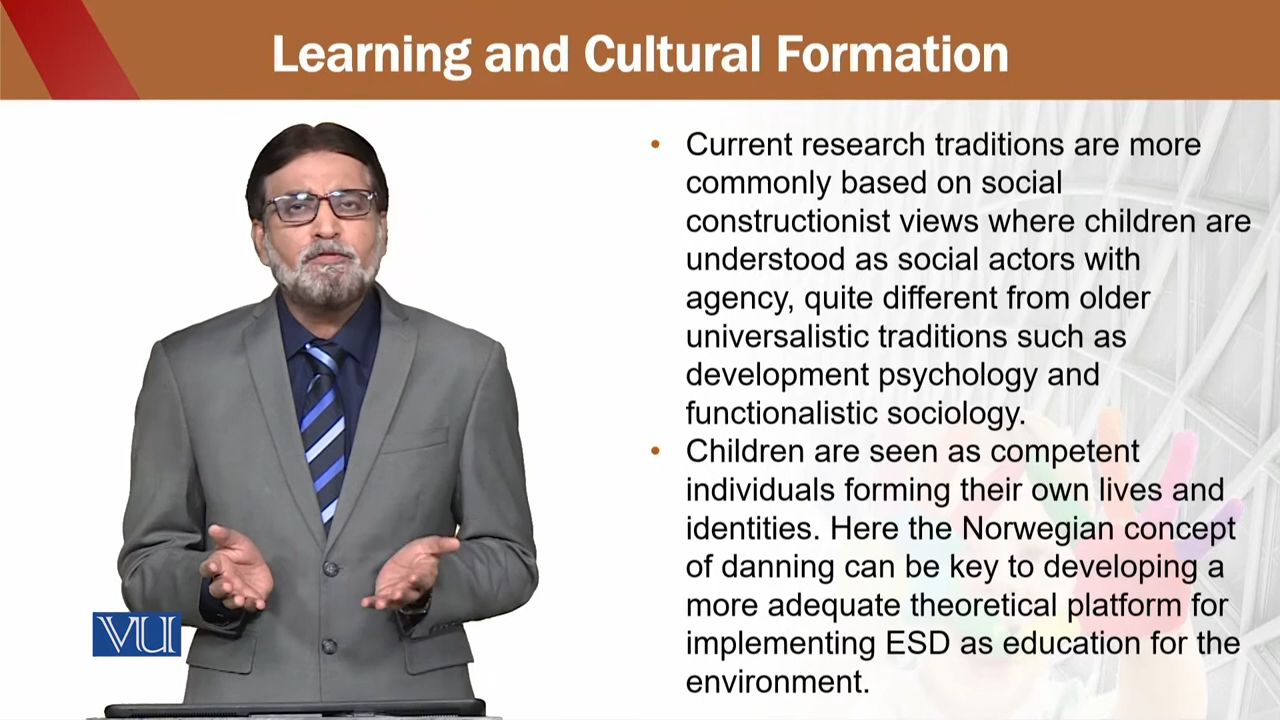 Learning and Cultural Formation
• Current research traditions are more
commonly based on social
constructionist views where children are
understood as social actors with
agency, quite different from older
universalistic traditions such as
development psychology and
functionalistic sociology.
• Children are seen as competent
individuals forming their own lives and
identities. Here the Norwegian concept
of danning can be key to developing a
more adequate theoretical platform for
implementing ESD as education for the
environment.
VU